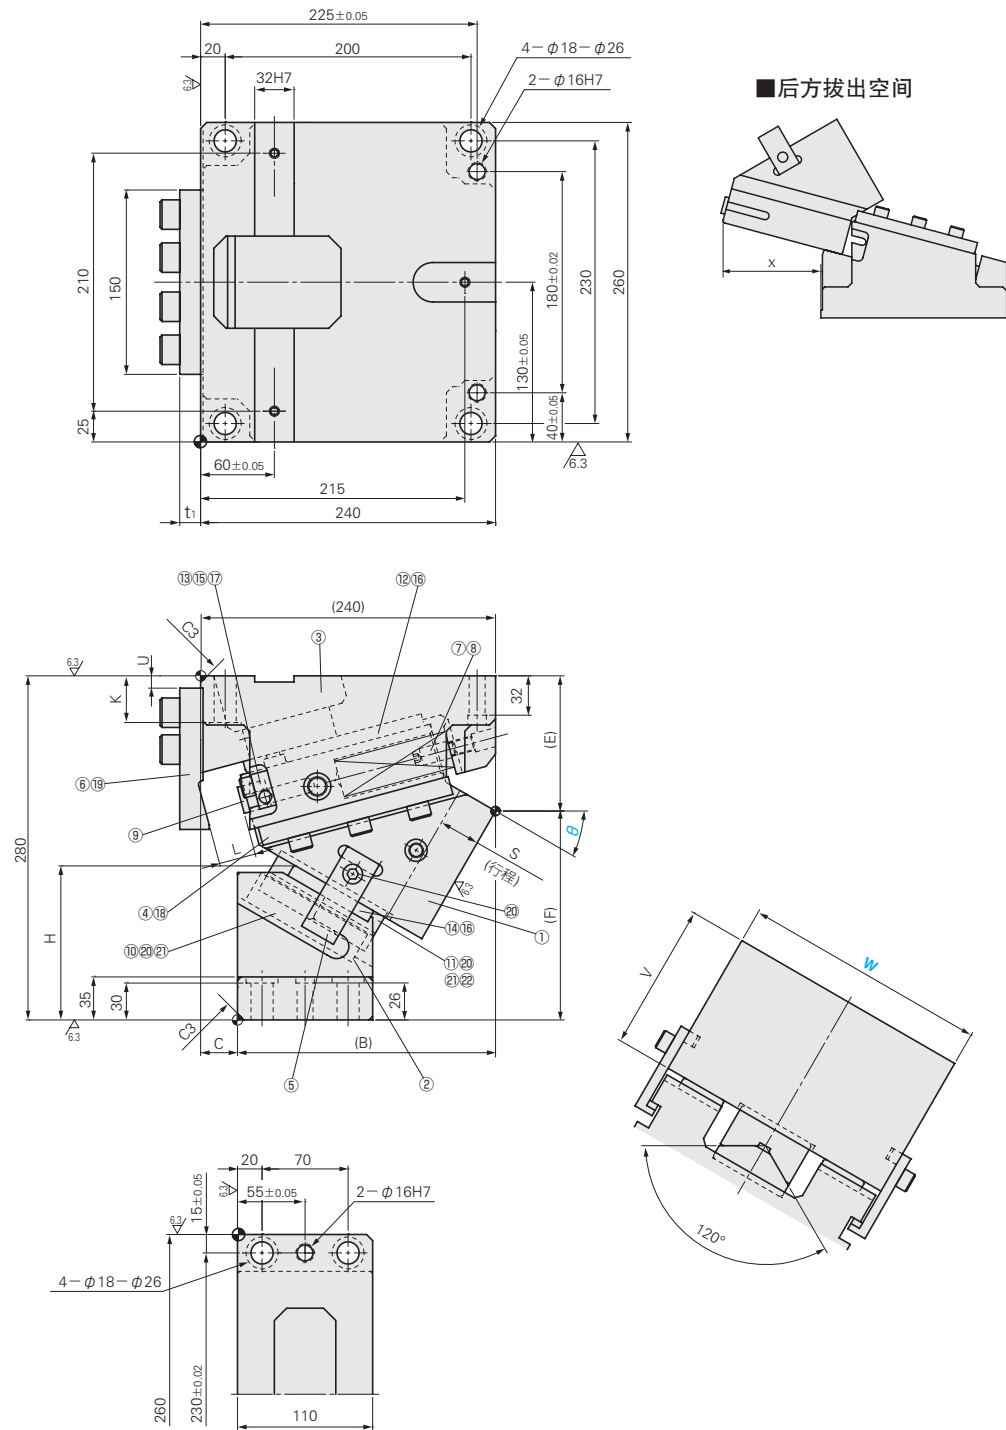 225±0.05
20
200
4−φ18−φ26
6.3
32H7
2−φ16H7
■后方拔出空间
210
150
180±0.02
230
260
x
130±0.05
25
40±0.05
60±0.05
6.3
215
t1
240
⑬⑮⑰
⑫⑯
(240)
C3
③
⑦⑧
6.3
U
K
32
(E)
⑥⑲
⑨
θ
280
L
S
(行程)
6.3
④⑱
⑳
(F)
H
⑭⑯
①
⑩⑳㉑
⑪⑳
㉑㉒
35
30
26
6.3
C3
C
(B)
⑤
②
V
W
120°
20
70
6.3
55±0.05
2−φ16H7
15±0.05
6.3
4−φ18−φ26
260
230±0.02
110